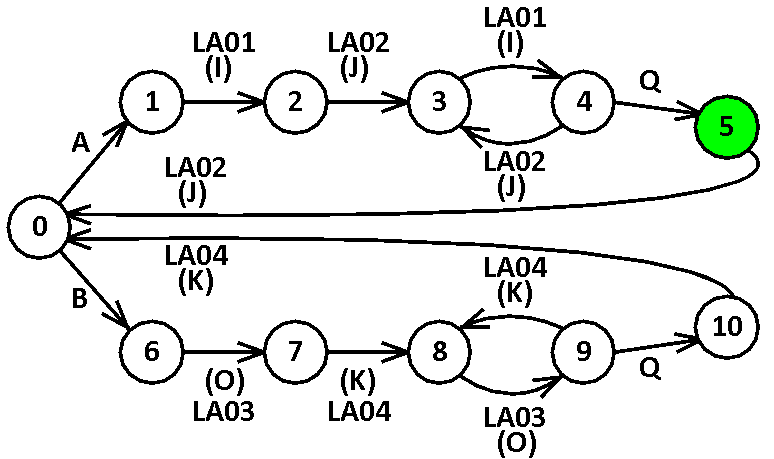 LA01
(I)
LA02
(J)
LA01
(I)
1
2
3
4
Q
5
A
LA02
(J)
LA02
(J)
0
LA04
(K)
LA04
(K)
B
6
7
8
9
10
Q
(O)
LA03
(K)
LA04
LA03
(O)